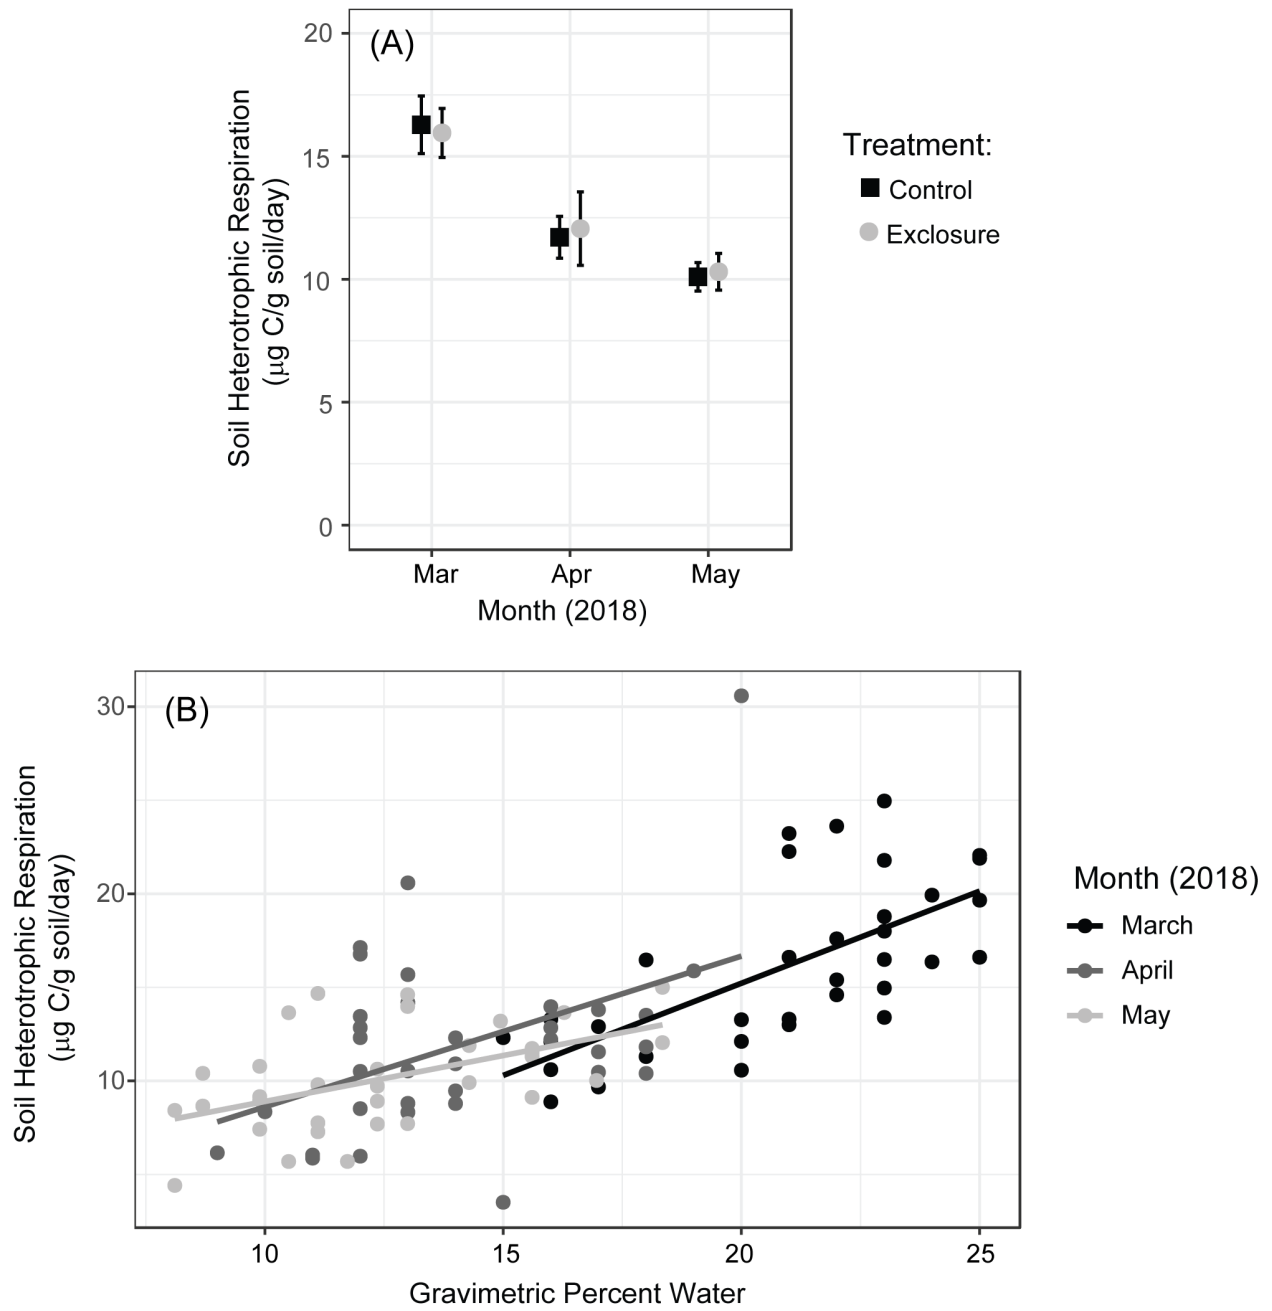 (A)
20
15
10
5
0
Soil Heterotrophic Respiration
(μg C/g soil/day)
Mar Apr May
Month (2018)
Treatment:
Control
Exclosure
(B)
30
20
10
Soil Heterotrophic Respiration
(μg C/g soil/day)
10 15 20 25
Gravimetric Percent Water
Month (2018)
March
April
May